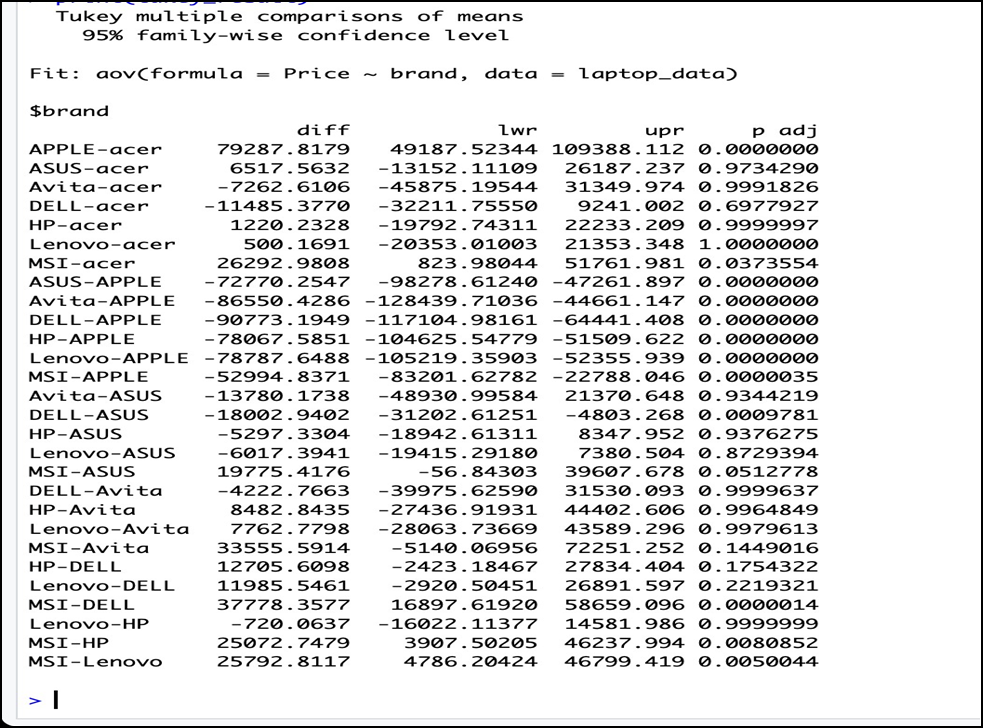 Tukey multiple comparisons of means
95% family-wise confidence level
Fit: aov(formula = Price ~ brand, data = laptop_data)
$brand
diff lwr upr p adj
APPLE-acer 79287.8179 49187.52344 109388.112 0.0000000
ASUS-acer 6517.5632 -13152.11109 26187.237 0.9734290
Avita-acer -7262.6106 -45875.19544 31349.974 0.9991826
DELL-acer -11485.3770 -32211.75550 9241.002 0.6977927
HP-acer 1220.2328 -19792.74311 22233.209 0.9999997
Lenovo-acer 500.1691 -20353.01003 21353.348 1.0000000
MSI-acer 26292.9808 823.98044 51761.981 0.0373554
ASUS-APPLE -72770.2547 -98278.61240 -47261.897 0.0000000
Avita-APPLE -86550.4286 -128439.71036 -44661.147 0.0000000
DELL-APPLE -90773.1949 -117104.98161 -64441.408 0.0000000
HP-APPLE -78067.5851 -104625.54779 -51509.622 0.0000000
Lenovo-APPLE -78787.6488 -105219.35903 -52355.939 0.0000000
MSI-APPLE -52994.8371 -83201.62782 -22788.046 0.0000035
Avita-ASUS -13780.1738 -48930.99584 21370.648 0.9344219
DELL-ASUS -18002.9402 -31202.61251 -4803.268 0.0009781
HP-ASUS -5297.3304 -18942.61311 8347.952 0.9376275
Lenovo-ASUS -6017.3941 -19415.29180 7380.504 0.8729394
MSI-ASUS 19775.4176 -56.84303 39607.678 0.0512778
DELL-Avita -4222.7663 -39975.62590 31530.093 0.9999637
HP-Avita 8482.8435 -27436.91931 44402.606 0.9964849
Lenovo-Avita 7762.7798 -28063.73669 43589.296 0.9979613
MSI-Avita 33555.5914 -5140.06956 72251.252 0.1449016
HP-DELL 12705.6098 -2423.18467 27834.404 0.1754322
Lenovo-DELL 11985.5461 -2920.50451 26891.597 0.2219321
MSI-DELL 37778.3577 16897.61920 58659.096 0.0000014
Lenovo-HP -720.0637 -16022.11377 14581.986 0.9999999
MSI-HP 25072.7479 3907.50205 46237.994 0.0080852
MSI-Lenovo 25792.8117 4786.20424 46799.419 0.0050044
>